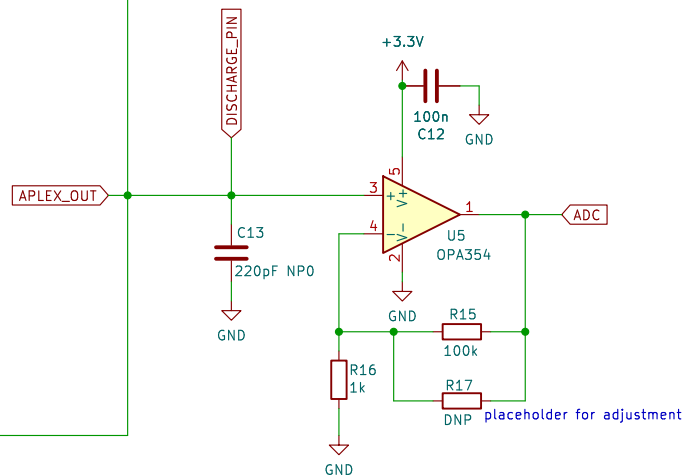 DISCHARGE_PIN
+3.3V
100n
C12
GND
APLEX_OUT
3
+
5
V+
1
ADC
4
-
V-
2
U5
OPA354
C13
220pF NP0
GND
GND
R15
100k
R16
1k
R17
DNP
placeholder for adjustment
GND